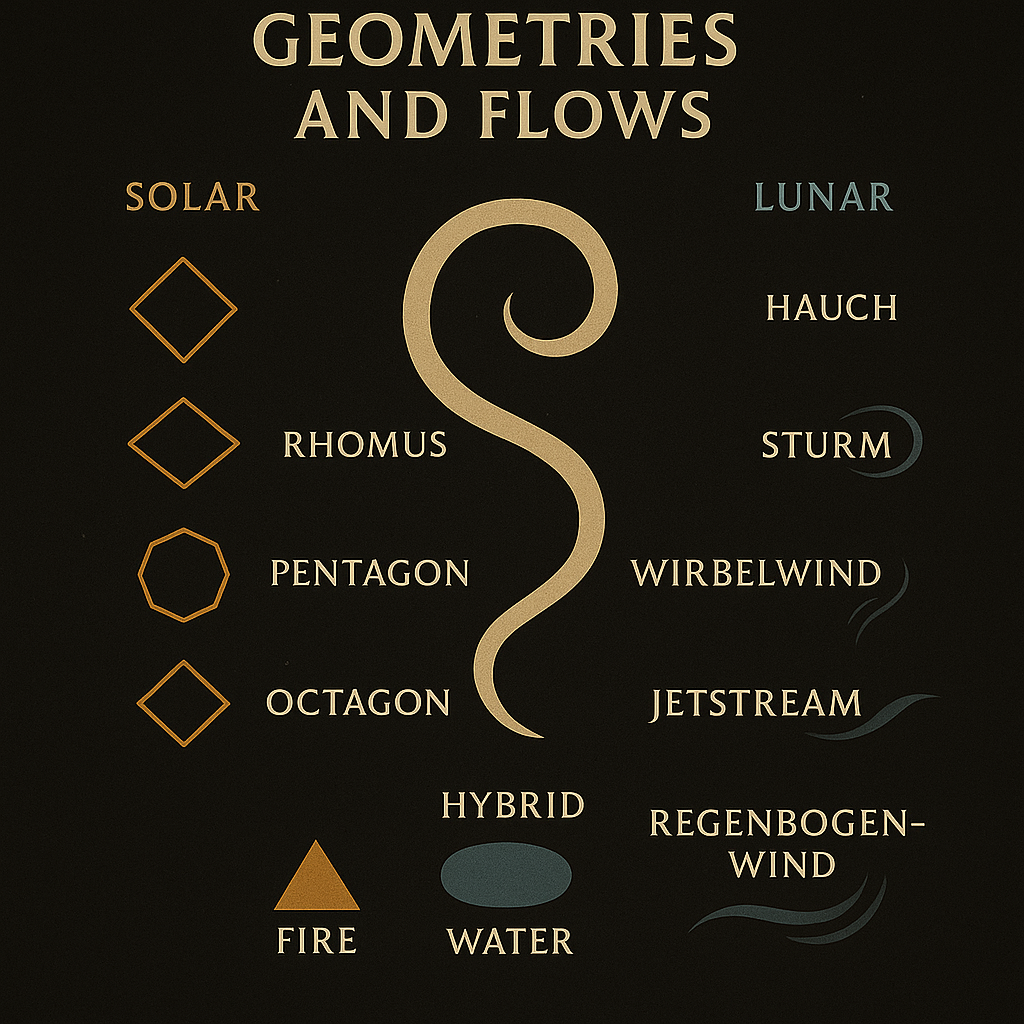 GEOMETRIES
AND FLOWS
SOLAR
LUNAR
HAUCH
RHOMUS
STURM
PENTAGON
WIRBELWIND
OCTAGON
JETSTREAM
HYBRID
REGENBOGEN-
WIND
FIRE
WATER